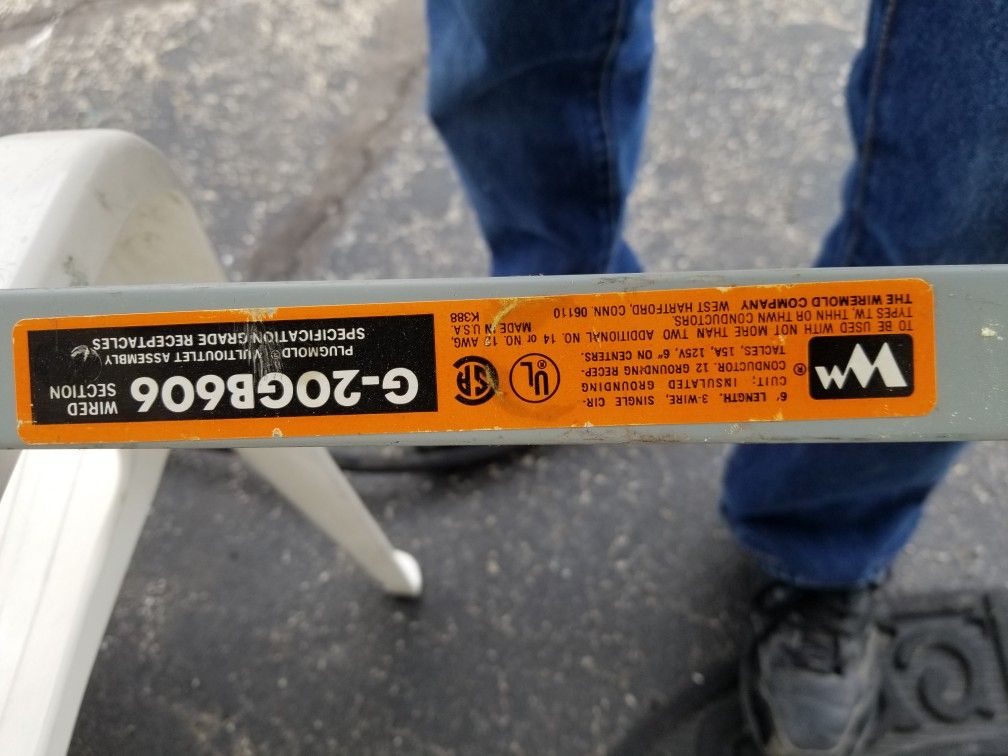 W ®
6' LENGTH, 3-WIRE, SINGLE CIR-
CUIT; INSULATED GROUNDING
CONDUCTOR, 12 GROUNDING RECEP-
TACLES, 15A, 125V, 6" ON CENTERS.
TO BE USED WITH NOT MORE THAN TWO ADDITIONAL NO. 14 or NO. 12 AWG,
TYPES TW, THHN OR THWN CONDUCTORS.
THE WIREMOLD COMPANY WEST HARTFORD, CONN. 06110
UL
SA
MADE IN U.S.A.
K388
G-20GB606 WIRED SECTION
PLUGMOLD® MULTIOUTLET ASSEMBLY
SPECIFICATION GRADE RECEPTACLES